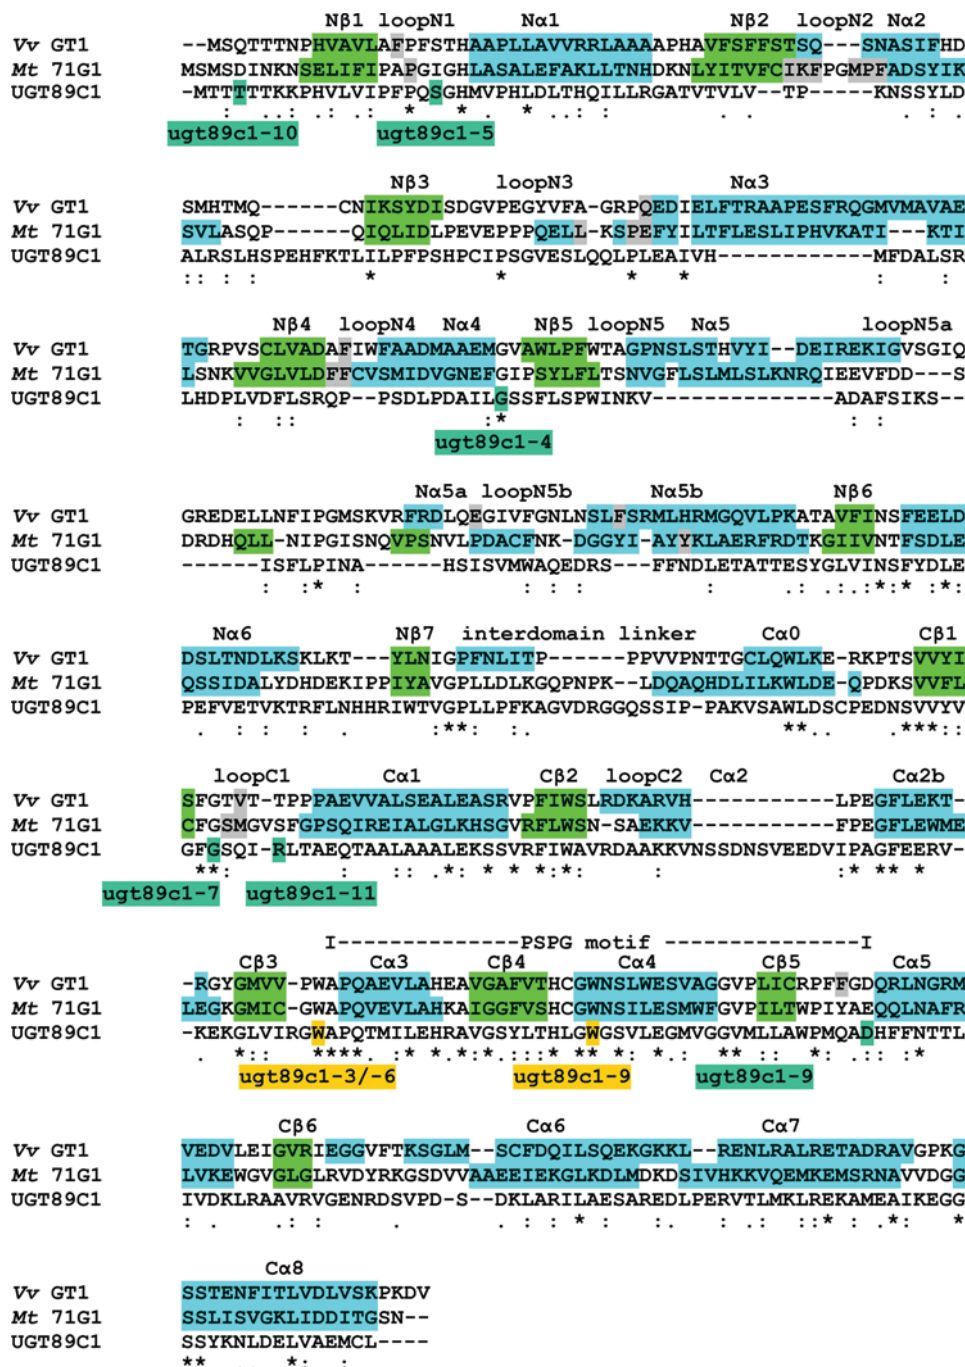 Nβ1 loopN1 Nα1 Nβ2 loopN2 Nα2
Vv GT1 --MSQTTTNPHVAVLAFPFSTHAAPLLAVVRRLAAAAPHAVFSFFSTSQ---SNASIFHD
Mt 71G1 MSMSDINKNSELIFIPAPGIGHLASALEFAKLLTNHDKNLYITVFCIKFPGMPFADSYIK
UGT89C1 --MTTTTTKKPHVLVIPFPQSGHMVPHLDLTHQILLRGATVTVLV--TP----KNSSYLD
ugt89c1-10 ugt89c1-5
Nβ3 loopN3 Nα3
Vv GT1 SMHTMQ------CNIKSYDISDGVPEGYVFA-GRPQEDIELFTRAAPESFRQGMVMAVAE
Mt 71G1 SVLASQP------QIQLIDLPEVEPPPQELL-KSPEFYILTFLESLIPHVKATI---KTI
UGT89C1 ALRSLHSPEHFKTLILPFPSHPCIPSGVESLQQLPLEAIVH------------MFDALSR
Nβ4 loopN4 Nα4 Nβ5 loopN5 Nα5 loopN5a
Vv GT1 TGRPVSCLVADAFIWFAADMAAEMGVAWLPFWTAGPNSLSTHVYI--DEIREKIGVSGIQ
Mt 71G1 LSNKVVGLVLDFFCVSMIDVGNEFGIPSYLFLTSNVGFLSLMLSLKNRQIEEVFDD---S
UGT89C1 LHDPLVDFLSRQP--PSDLPDAILGSSFLSPWINKV------------ADAFSIKS--
ugt89c1-4
Nα5a loopN5b Nα5b Nβ6
Vv GT1 GREDELLNFIPGMSKVRFRDLQEGIVFGNLNSLFSRMLHRMGQVLPKATAVFINSFEELD
Mt 71G1 DRDHQLL-NIPGISNQVPSNVLPDACFNK-DGGYI-AYYKLAERFRDTKGIIVNTFSDLE
UGT89C1 ------ISFLPINA-----HSISVMWAQEDRS---FFNDLETATTESYGLVINSFYDLE
Nα6 Nβ7 interdomain linker Cα0 Cβ1
Vv GT1 DSLTNDLKSKLKT---YLNIGPFNLITP------PPVVPNTTGCLQWLKE-RKPTSVVYI
Mt 71G1 QSSIDALYDHDEKIPPIYAVGPLLDLKGQPNPK--LDQAQHDLILKWLDE-QPDKSVVFL
UGT89C1 PEFVETVKTRFLNHHRIWTVGPLLPFKAGVDRGGQSSIP-PAKVSAWLDSCPEDNSVVYV
loopC1 Cα1 Cβ2 loopC2 Cα2 Cα2b
Vv GT1 SFGTVT-TPPPAEVVALSEALEASRVPFIWSLRDKARVH----------LPEGFLEKT-
Mt 71G1 CFGSMGVSFGPSQIREIALGLKHSGVRFLWSNS-AEKKV----------FPEGFLEWME
UGT89C1 GFGSQI-RLTAEQTAALAAALEKSSVRFIWAVRDAAKKVNSSDNSVEEDVIPAGFEERV-
ugt89c1-7 ugt89c1-11
I--------------PSPG motif --------------I
Cβ3 Cα3 Cβ4 Cα4 Cβ5 Cα5
Vv GT1 -RGYGMVV-PWAPQAEVLAHEAVGAFVTHCGWNSLWESVAGGVPLICRPFFGDQRLNGRM
Mt 71G1 LEGKGMIC-GWAPQVEVLAHKAIGGFVSHCGWNSILESMWFGVPILTWPIYAEQQLNAFR
UGT89C1 -KEKGLVIRGWAPQTMILEHRAVGSYLTHLGWGSVLEGMVGGVMLLAWPMQADHFFNTTL
ugt89c1-3/-6 ugt89c1-9 ugt89c1-9
Cβ6 Cα6 Cα7
Vv GT1 VEDVLEIGVRIEGGVFTKSGLM--SCFDQILSQEKGKKL--RENLRALRETADRAVGPKG
Mt 71G1 LVKEWGVGLGLRVDYRKGSDVVAAEEIEKGLKDLMDKDSIVHKKVQEMKEMSRNAVVDGG
UGT89C1 IVDKLRAAVRVGENRDSVPD-S--DKLARILAESAREDLPERVTLMKLREKAMEAIKEGG
Cα8
Vv GT1 SSTENFITLVDLVSKPKDV
Mt 71G1 SSLISVGKLIDDITGSN--
UGT89C1 SSYKNLDELVAEMCL----